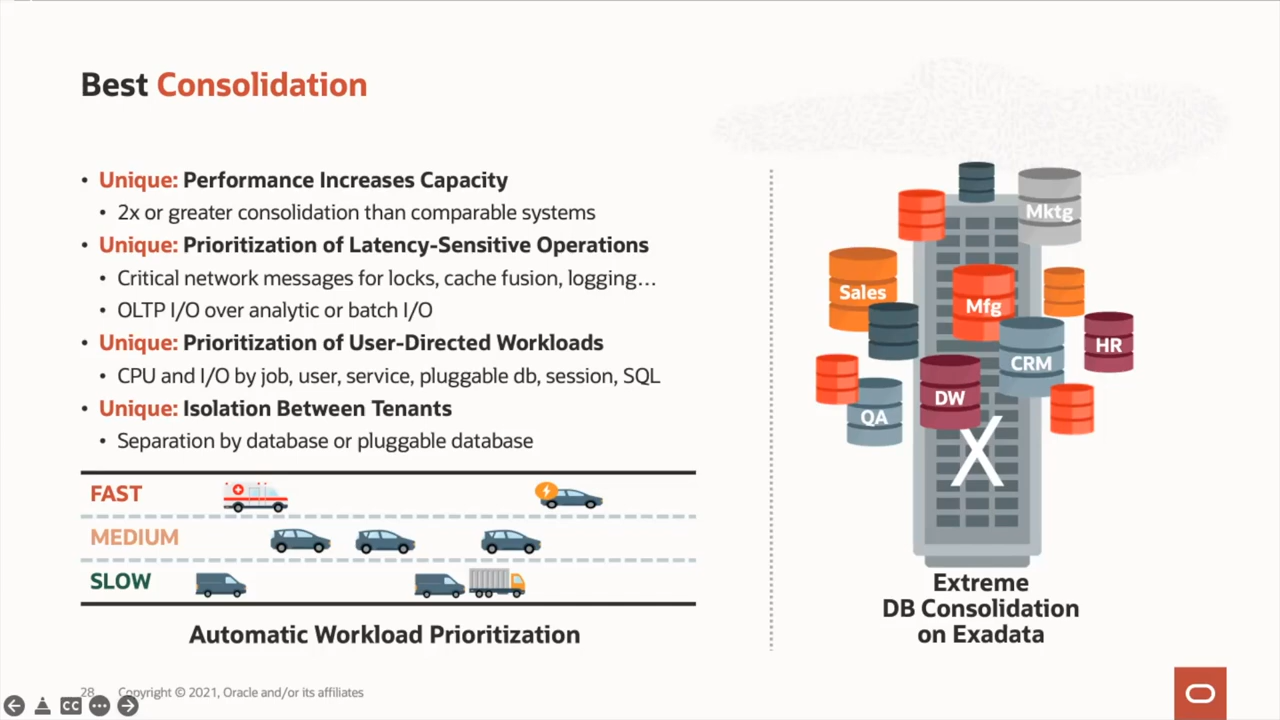 Best Consolidation
• Unique: Performance Increases Capacity
• 2x or greater consolidation than comparable systems
• Unique: Prioritization of Latency-Sensitive Operations
• Critical network messages for locks, cache fusion, logging…
• OLTP I/O over analytic or batch I/O
• Unique: Prioritization of User-Directed Workloads
• CPU and I/O by job, user, service, pluggable db, session, SQL
• Unique: Isolation Between Tenants
• Separation by database or pluggable database
FAST
MEDIUM
SLOW
Automatic Workload Prioritization
Mktg
Sales
Mfg
HR
CRM
DW
QA
X
Extreme
DB Consolidation
on Exadata
28 Copyright © 2021, Oracle and/or its affiliates
CC